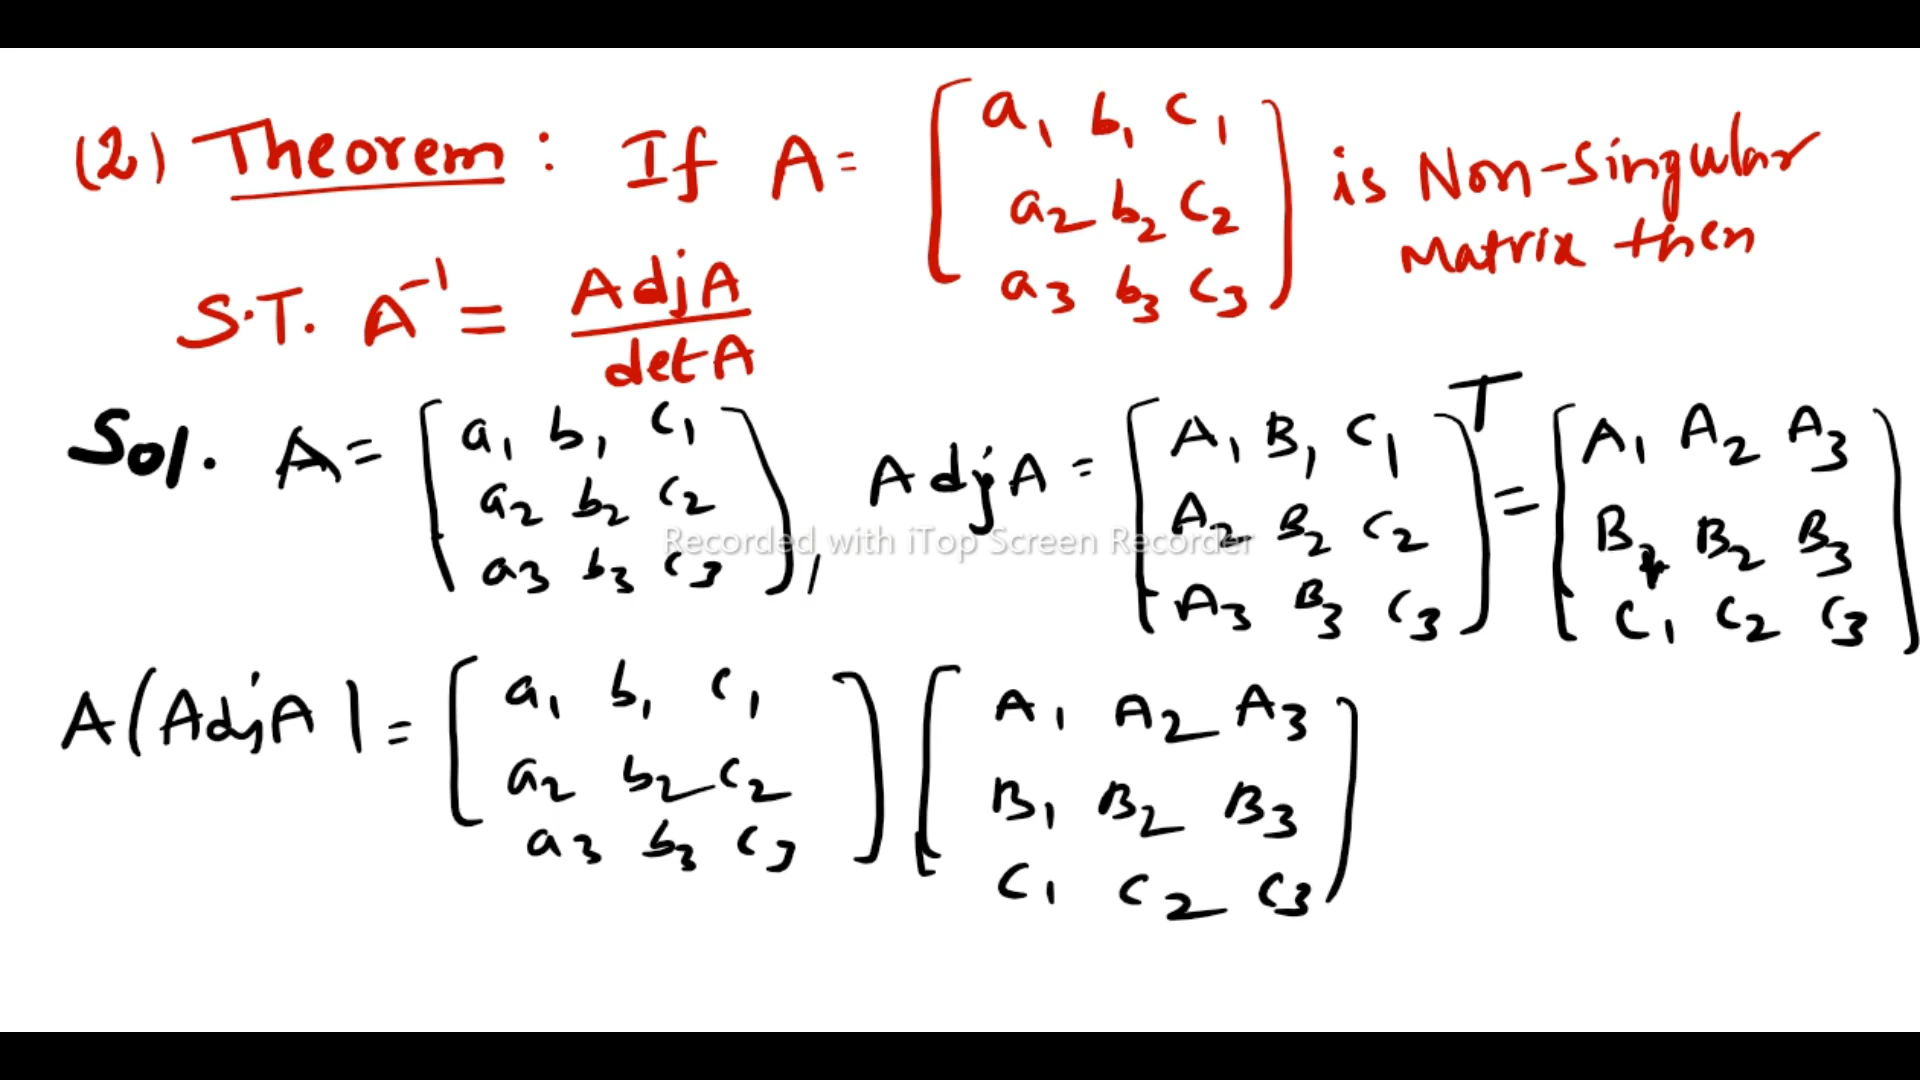 (2) Theorem : If A = [ a1 b1 c1
a2 b2 c2
a3 b3 c3 ] is Non-Singular
Matrix then
S.T. A⁻¹ = AdjA
detA
Sol. A = [ a1 b1 c1
a2 b2 c2
a3 b3 c3 ] , AdjA = [ A1 B1 C1
A2 B2 C2
A3 B3 C3 ]ᵀ = [ A1 A2 A3
B1 B2 B3
C1 C2 C3 ]
Recorded with iTop Screen Recorder
A(AdjA) = [ a1 b1 c1
a2 b2 c2
a3 b3 c3 ] [ A1 A2 A3
B1 B2 B3
C1 C2 C3 ]